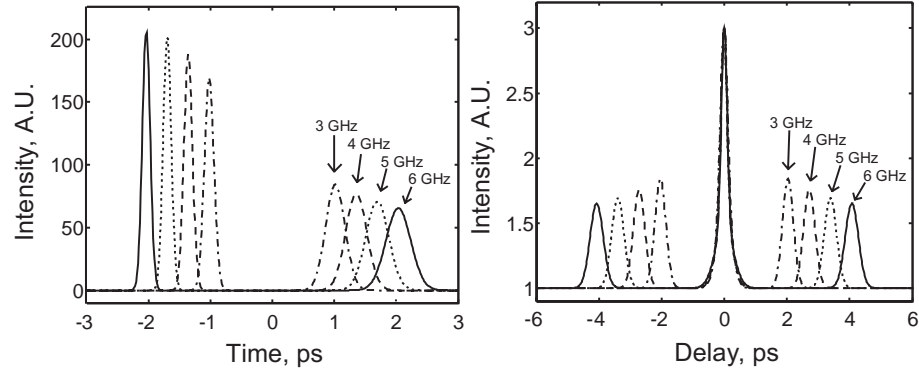 200
150
100
50
0
Intensity, A.U.
3 GHz
4 GHz
5 GHz
6 GHz
-3 -2 -1 0 1 2 3
Time, ps
3
2.5
2
1.5
1
Intensity, A.U.
3 GHz
4 GHz
5 GHz
6 GHz
-6 -4 -2 0 2 4 6
Delay, ps